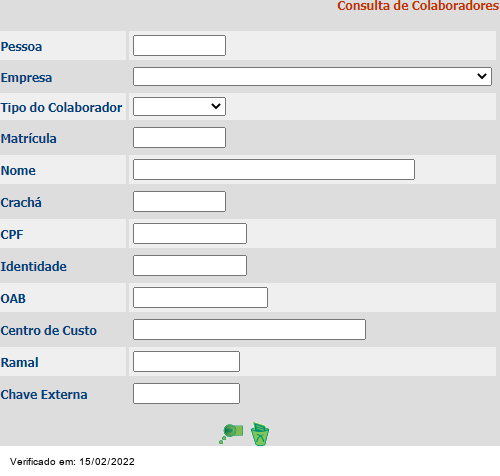 Consulta de Colaboradores
Pessoa
Empresa
Tipo do Colaborador
Matrícula
Nome
Crachá
CPF
Identidade
OAB
Centro de Custo
Ramal
Chave Externa
Verificado em: 15/02/2022